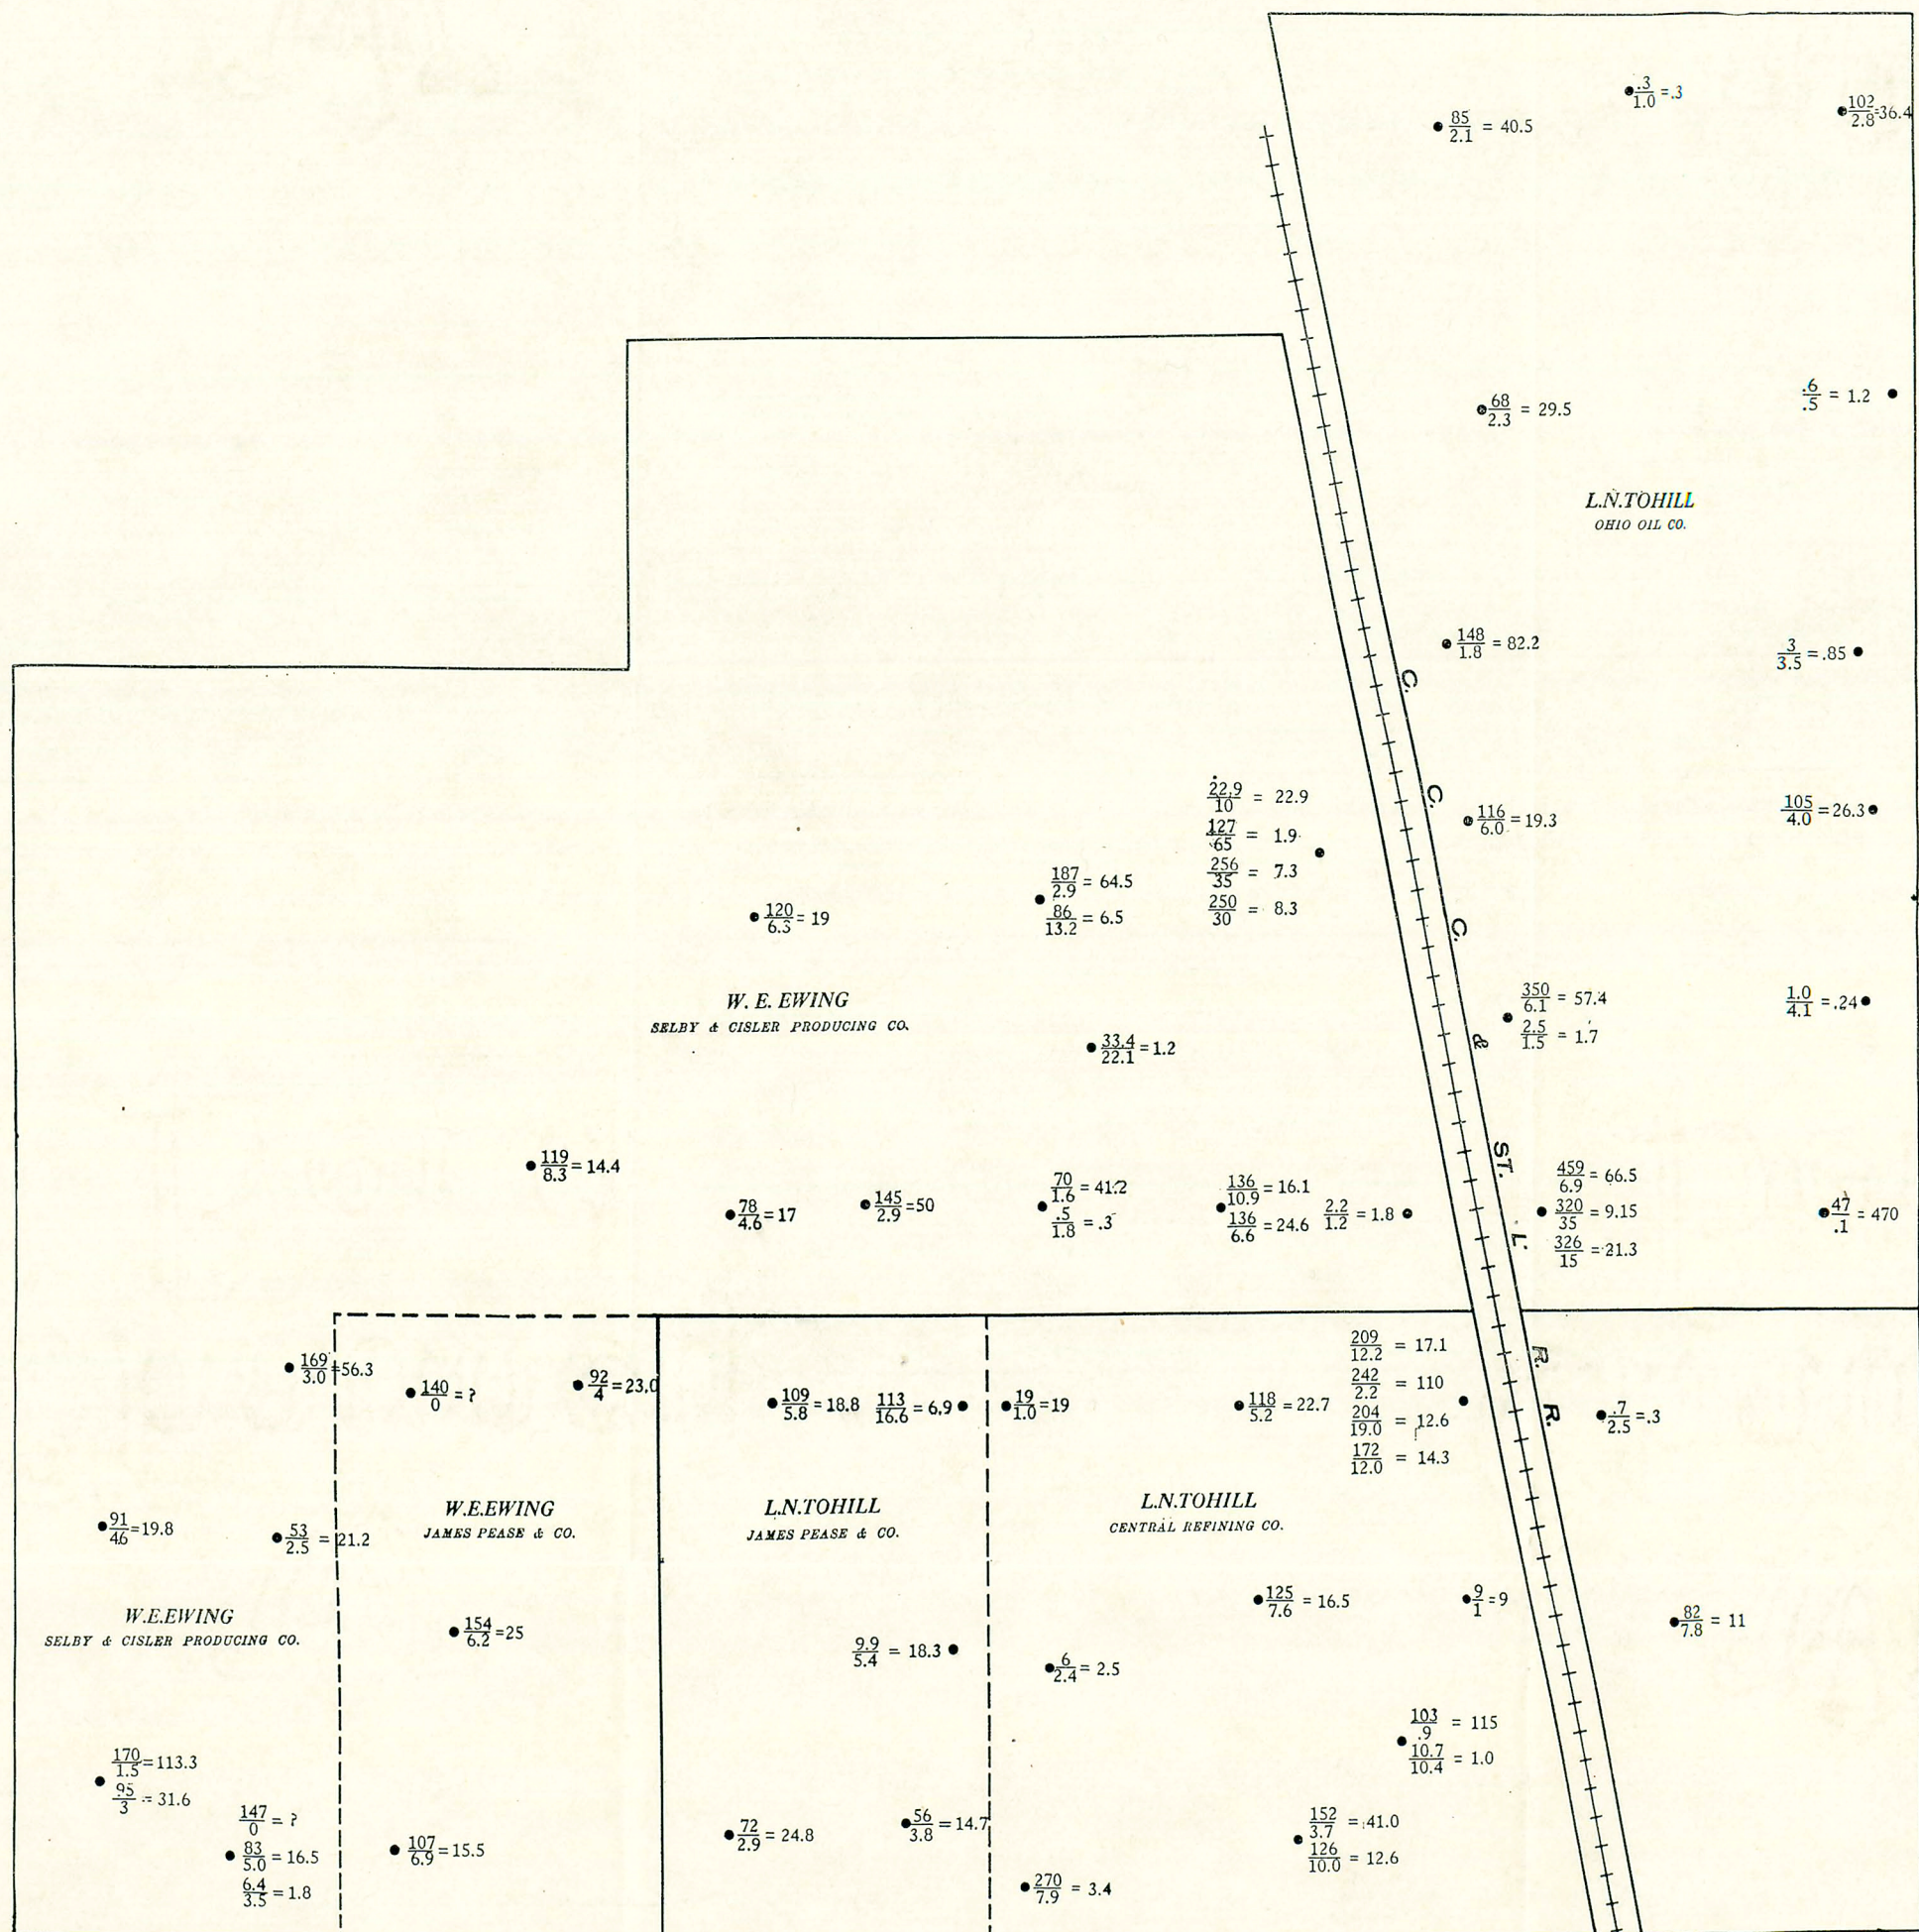 .3
1.0 = .3
102
2.8 = 36.4
85
2.1 = 40.5
.6
.5 = 1.2
68
2.3 = 29.5
L.N.TOHILL
OHIO OIL CO.
148
1.8 = 82.2
3
3.5 = .85
C. C. C. & ST. L. R. R.
22.9
10 = 22.9
127
65 = 1.9
256
35 = 7.3
250
30 = 8.3
116
6.0 = 19.3
105
4.0 = 26.3
187
2.9 = 64.5
86
13.2 = 6.5
120
6.3 = 19
W. E. EWING
SELBY & CISLER PRODUCING CO.
350
6.1 = 57.4
2.5
1.5 = 1.7
1.0
4.1 = .24
33.4
22.1 = 1.2
119
8.3 = 14.4
78
4.6 = 17
145
2.9 = 50
70
1.6 = 41.2
.5
1.8 = .3
136
10.9 = 16.1
136
6.6 = 24.6
2.2
1.2 = 1.8
459
6.9 = 66.5
320
35 = 9.15
326
15 = 21.3
47
.1 = 470
169
3.0 = 56.3
140
0 = ?
92
4 = 23.0
109
5.8 = 18.8
113
16.6 = 6.9
19
1.0 = 19
118
5.2 = 22.7
209
12.2 = 17.1
242
2.2 = 110
204
19.0 = 12.6
172
12.0 = 14.3
.7
2.5 = .3
91
46 = 19.8
53
2.5 = 21.2
W.E.EWING
JAMES PEASE & CO.
L.N.TOHILL
JAMES PEASE & CO.
L.N.TOHILL
CENTRAL REFINING CO.
W.E.EWING
SELBY & CISLER PRODUCING CO.
154
6.2 = 25
9.9
5.4 = 18.3
6
2.4 = 2.5
125
7.6 = 16.5
9
1 = 9
82
7.8 = 11
170
1.5 = 113.3
95
3 = 31.6
147
0 = ?
83
5.0 = 16.5
6.4
3.5 = 1.8
107
6.9 = 15.5
72
2.9 = 24.8
56
3.8 = 14.7
103
.9 = 115
10.7
10.4 = 1.0
152
3.7 = 41.0
126
10.0 = 12.6
270
7.9 = 3.4